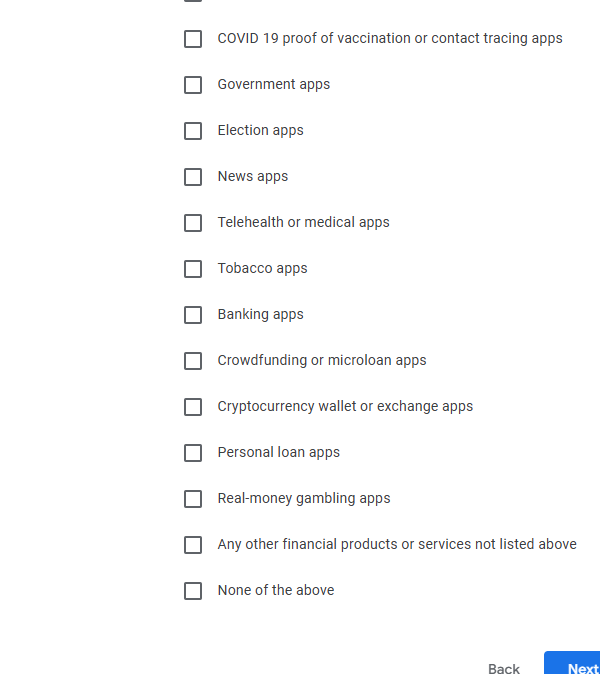 COVID 19 proof of vaccination or contact tracing apps
Government apps
Election apps
News apps
Telehealth or medical apps
Tobacco apps
Banking apps
Crowdfunding or microloan apps
Cryptocurrency wallet or exchange apps
Personal loan apps
Real-money gambling apps
Any other financial products or services not listed above
None of the above
Back Next